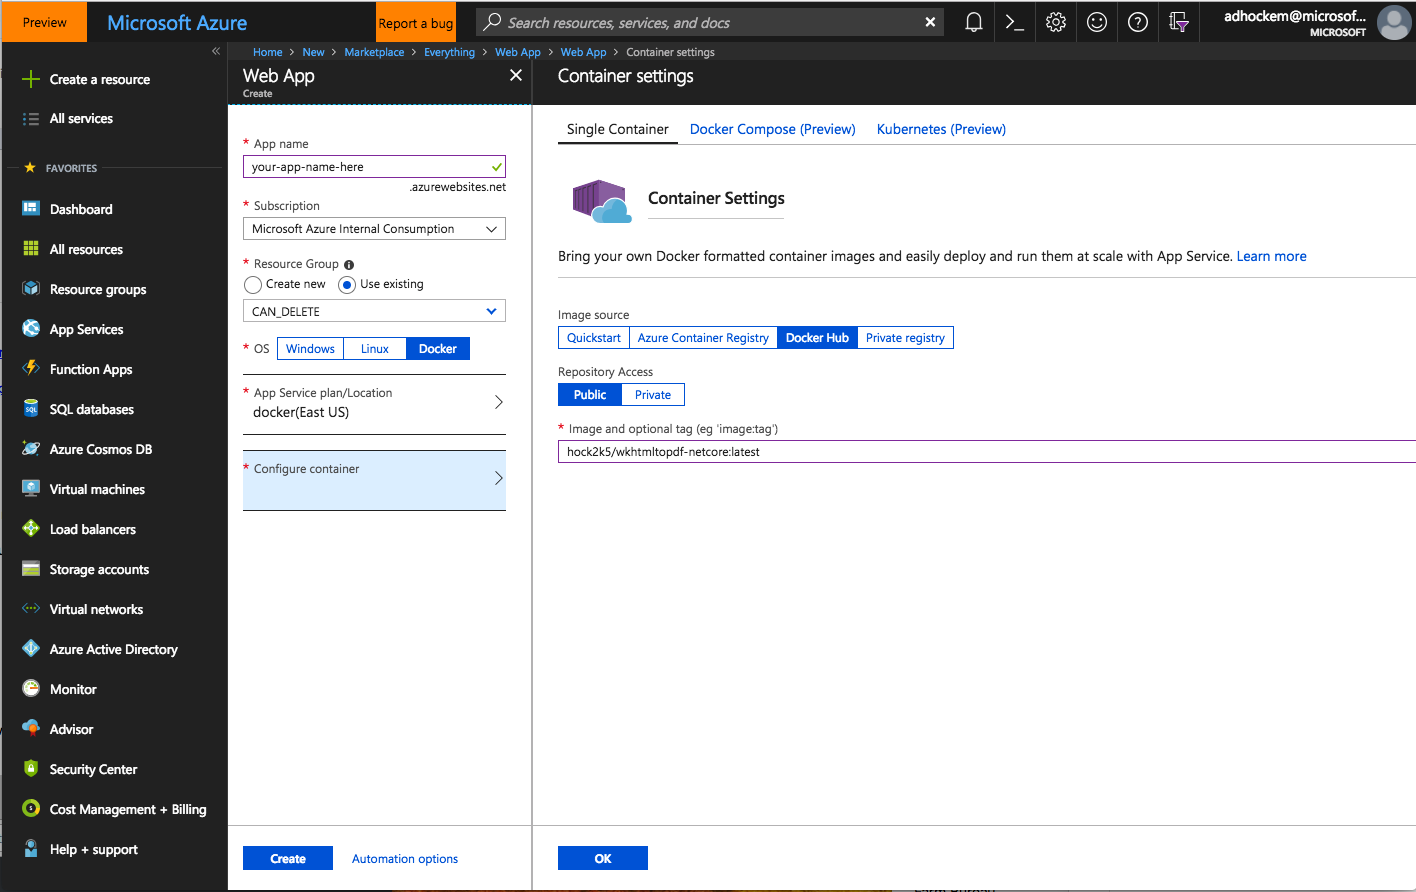 Preview
Microsoft Azure
Report a bug
Search resources, services, and docs
adhockem@microsof...
MICROSOFT
Home > New > Marketplace > Everything > Web App > Web App > Container settings
Create a resource
All services
FAVORITES
Dashboard
All resources
Resource groups
App Services
Function Apps
SQL databases
Azure Cosmos DB
Virtual machines
Load balancers
Storage accounts
Virtual networks
Azure Active Directory
Monitor
Advisor
Security Center
Cost Management + Billing
Help + support
Web App
Create
* App name
your-app-name-here
.azurewebsites.net
* Subscription
Microsoft Azure Internal Consumption
* Resource Group
Create new Use existing
CAN_DELETE
* OS Windows Linux Docker
* App Service plan/Location
docker(East US)
* Configure container
Create Automation options
Container settings
Single Container Docker Compose (Preview) Kubernetes (Preview)
Container Settings
Bring your own Docker formatted container images and easily deploy and run them at scale with App Service. Learn more
Image source
Quickstart Azure Container Registry Docker Hub Private registry
Repository Access
Public Private
* Image and optional tag (eg 'image:tag')
hock2k5/wkhtmltopdf-netcore:latest
OK